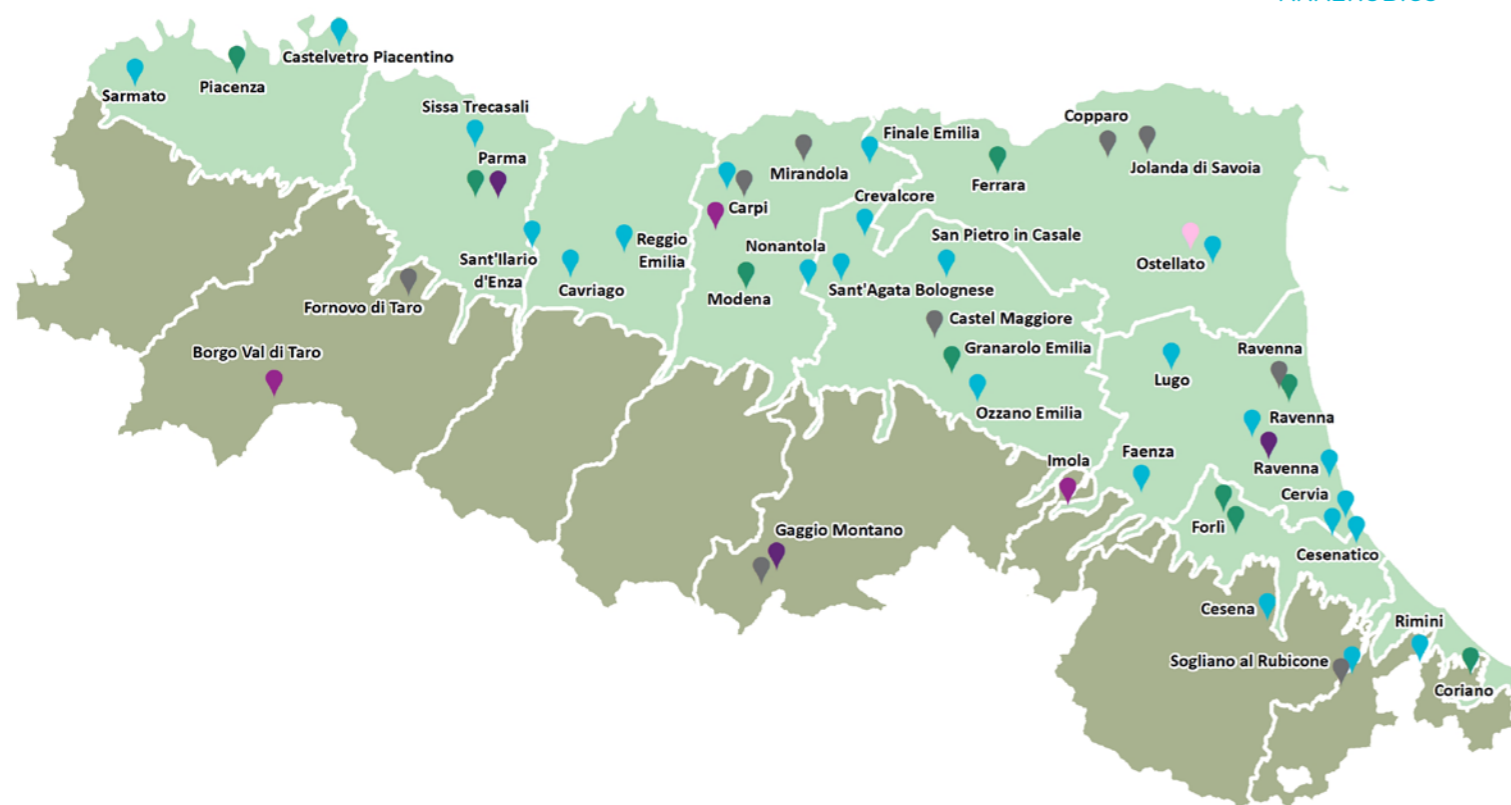 Castelvetro Piacentino
Sarmato
Piacenza
Sissa Trecasali
Parma
Finale Emilia
Copparo
Mirandola
Ferrara
Jolanda di Savoia
Carpi
Crevalcore
Nonantola
San Pietro in Casale
Reggio
Emilia
Sant'Ilario
d'Enza
Cavriago
Sant'Agata Bolognese
Ostellato
Modena
Fornovo di Taro
Castel Maggiore
Granarolo Emilia
Borgo Val di Taro
Ravenna
Lugo
Ozzano Emilia
Ravenna
Imola
Faenza
Ravenna
Cervia
Gaggio Montano
Forlì
Cesenatico
Cesena
Rimini
Sogliano al Rubicone
Coriano